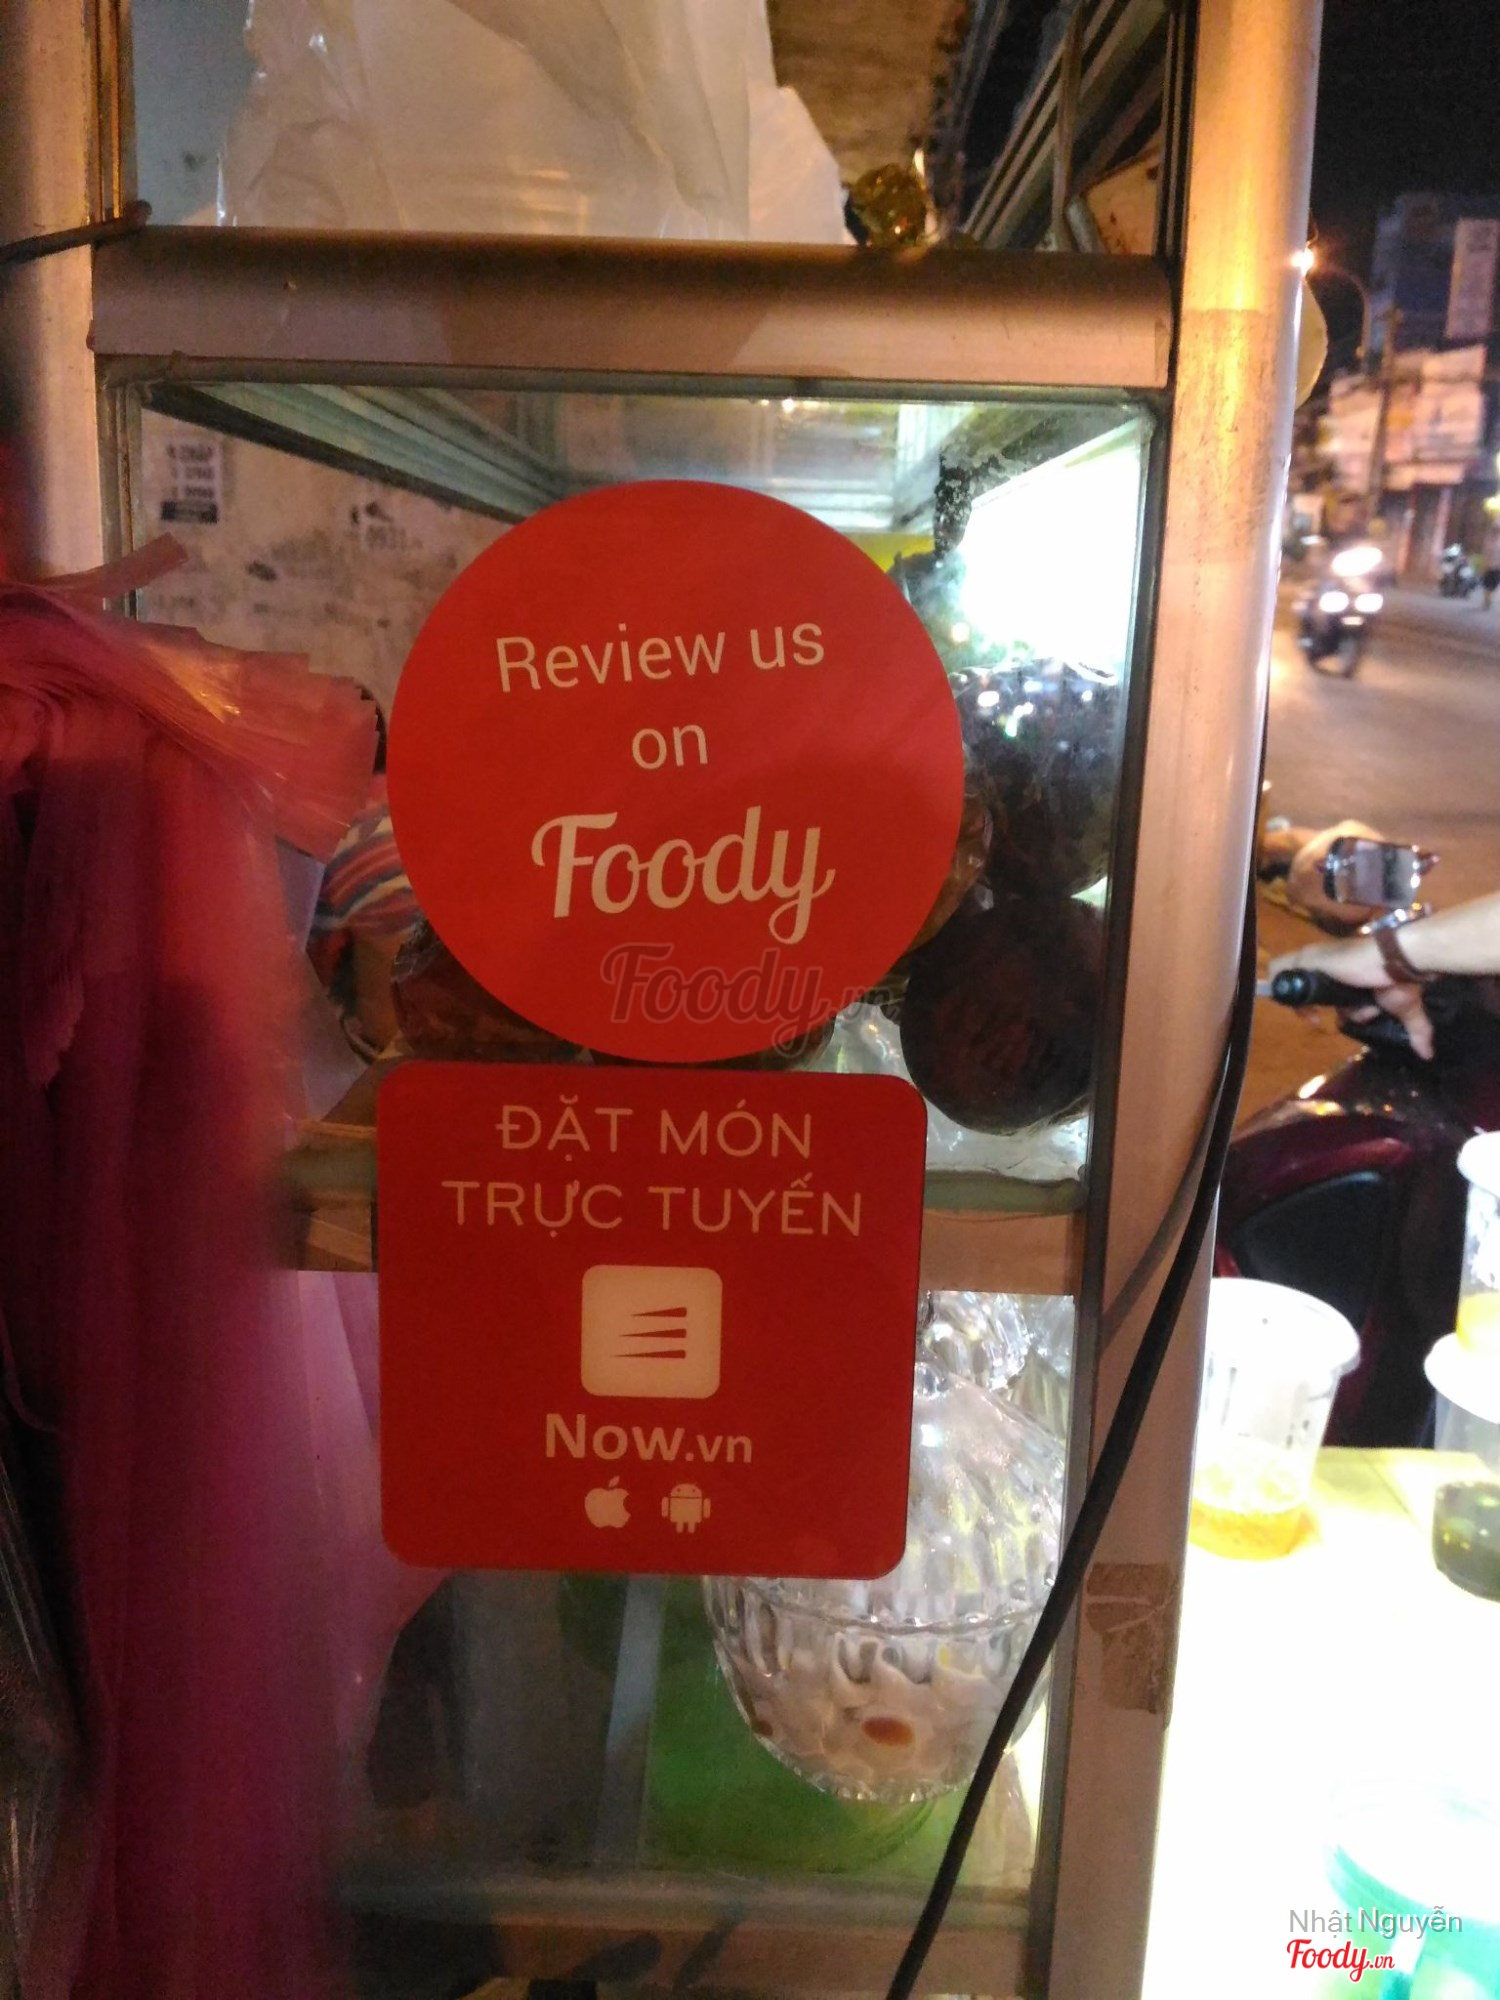 Review us
on
Foody
Foody.vn
ĐẶT MÓN
TRỰC TUYẾN
Now.vn
Nhật Nguyễn
Foody.vn